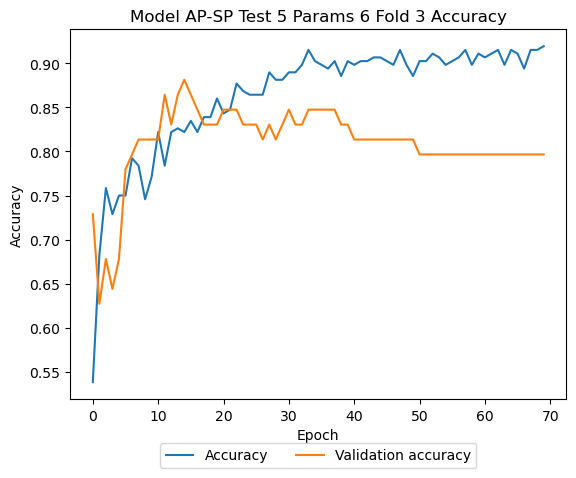 Model AP-SP Test 5 Params 6 Fold 3 Accuracy
Accuracy
0.90
0.85
0.80
0.75
0.70
0.65
0.60
0.55
0 10 20 30 40 50 60 70
Epoch
Accuracy Validation accuracy